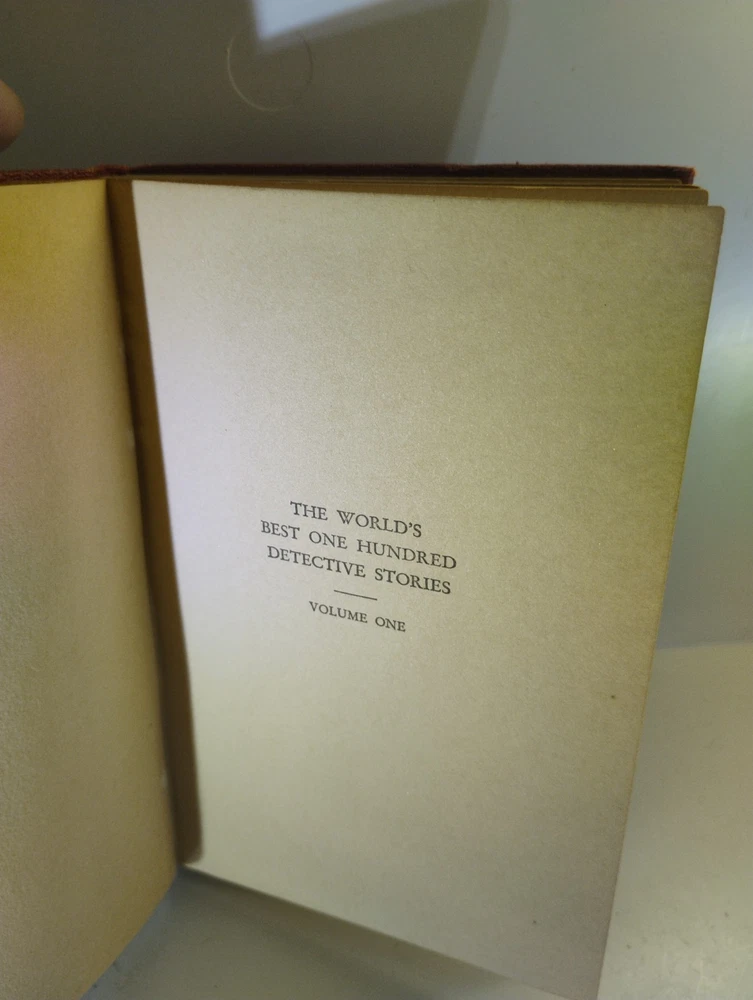 THE WORLD'S
BEST ONE HUNDRED
DETECTIVE STORIES
VOLUME ONE